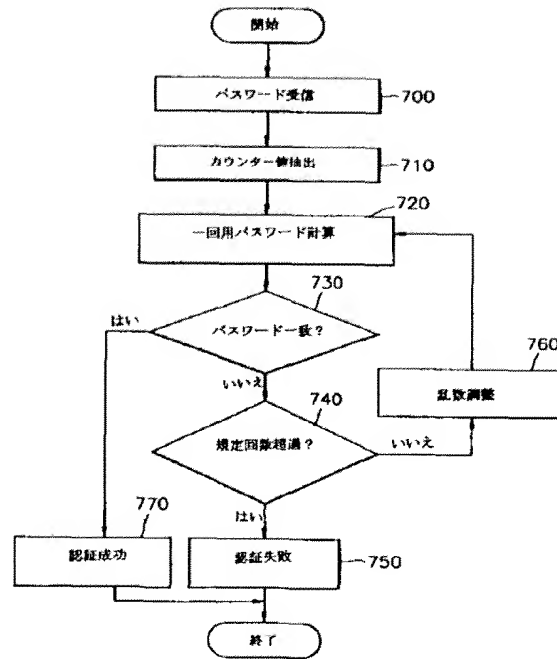 開始
パスワード受信
700
カウンター値抽出
710
720
一回用パスワード計算
730
はい
パスワード一致？
760
いいえ
乱数調整
740
規定回数超過？
いいえ
770
はい
認証成功
認証失敗
750
終了